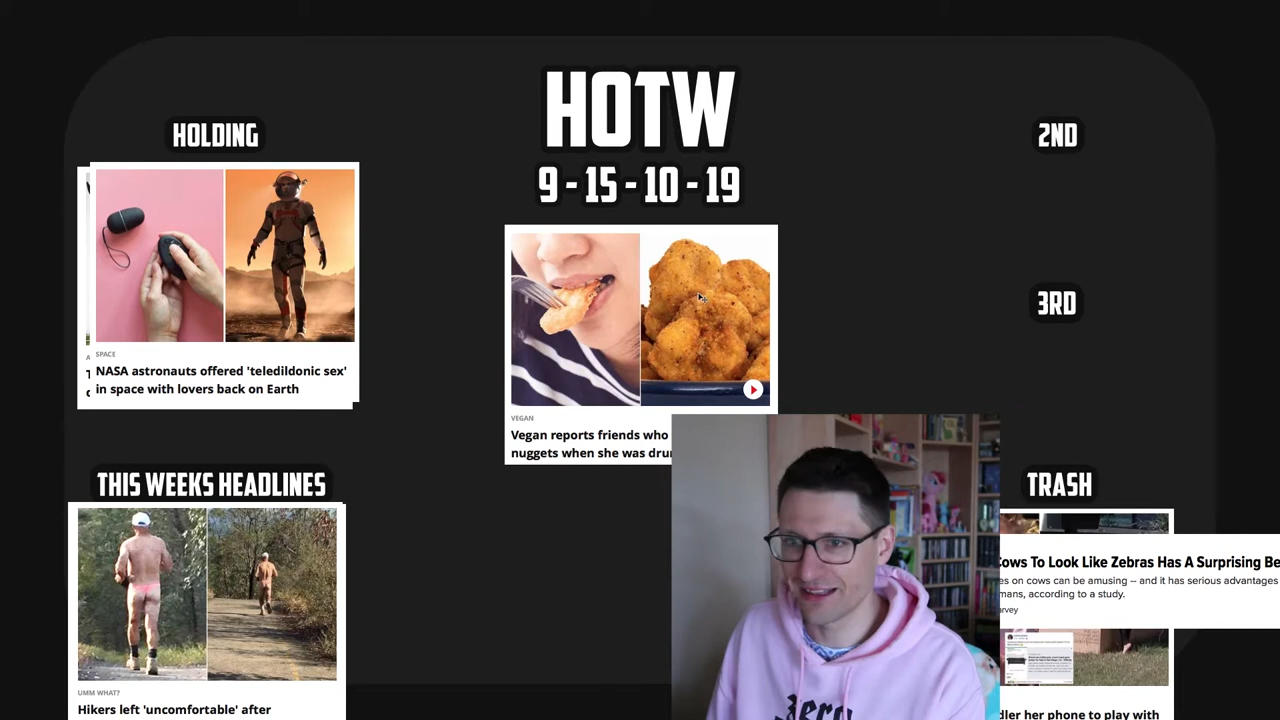 HOTW
9 - 15 - 10 - 19
HOLDING
2ND
3RD
SPACE
NASA astronauts offered 'teledildonic sex'
in space with lovers back on Earth
VEGAN
Vegan reports friends who
nuggets when she was
THIS WEEKS HEADLINES
UMM WHAT?
Hikers left 'uncomfortable' after
TRASH
Cows To Look Like Zebras Has A Surprising Be
es on cows can be amusing -- and it has serious advantages
mans, according to a study.
arvey
dler her phone to play with